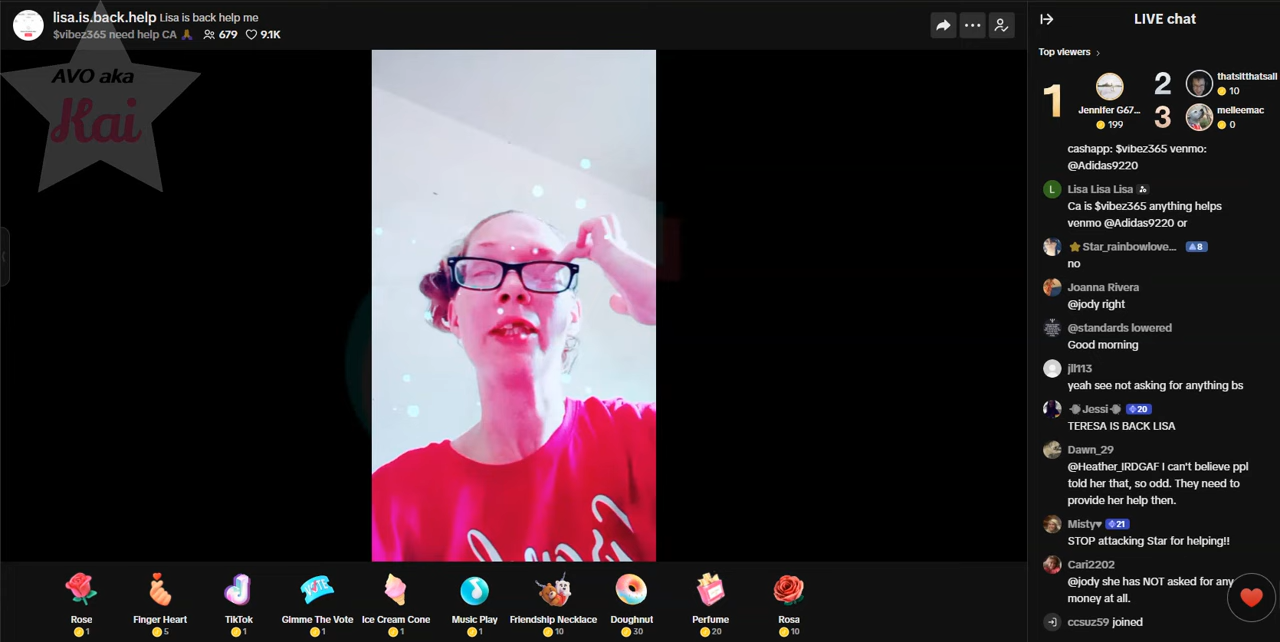 lisa.is.back.help Lisa is back help me
$vibez365 need help CA 🙏 679 9.1K
AVO aka
Kai
LIVE chat
Top viewers >
1
Jennifer G67...
199
2
thatsitthatsall
10
3
melleemac
0
cashapp: $vibez365 venmo:
@Adidas9220
L Lisa Lisa Lisa
Ca is $vibez365 anything helps
venmo @Adidas9220 or
⭐Star_rainbowlove... 8
no
Joanna Rivera
@jody right
@standards lowered
Good morning
jll113
yeah see not asking for anything bs
Jessi 20
TERESA IS BACK LISA
Dawn_29
@Heather_IRDGAF I can't believe ppl
told her that, so odd. They need to
provide her help then.
Misty♥ 21
STOP attacking Star for helping!!
Cari2202
@jody she has NOT asked for any
money at all.
ccsuz59 joined
Rose Finger Heart TikTok Gimme The Vote Ice Cream Cone Music Play Friendship Necklace Doughnut Perfume Rosa
1 5 1 1 1 1 10 30 20 10